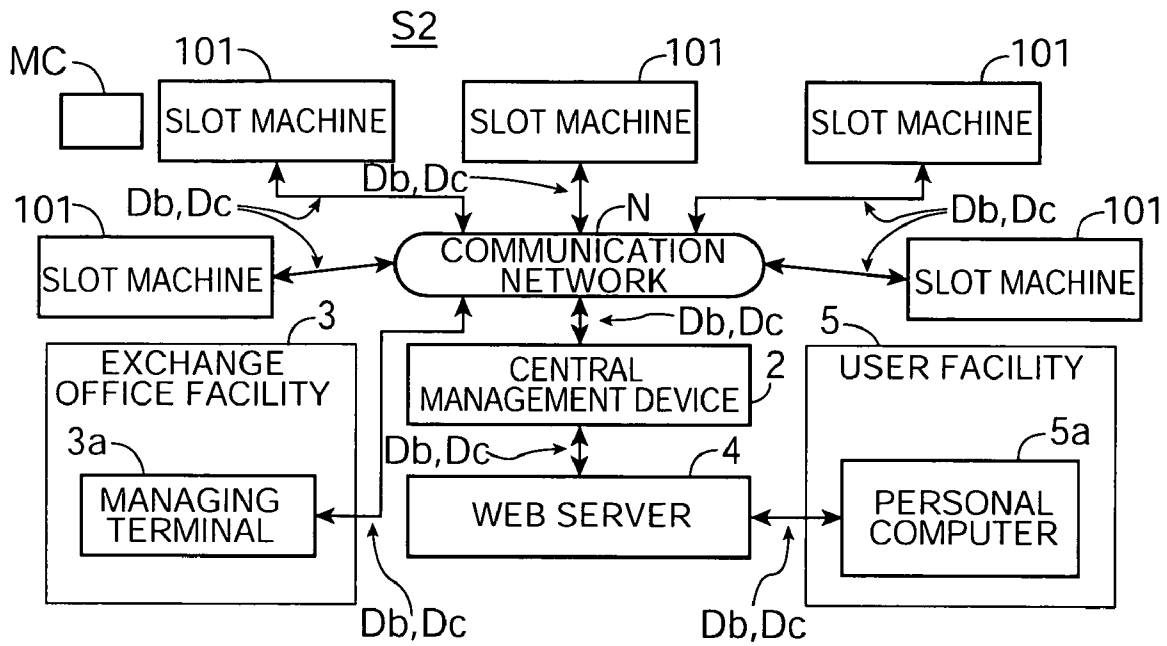 S2
MC
101
101
101
SLOT MACHINE
SLOT MACHINE
SLOT MACHINE
Db,Dc
101
Db,Dc
N
Db,Dc
101
SLOT MACHINE
COMMUNICATION
NETWORK
SLOT MACHINE
3
Db,Dc
5
EXCHANGE
OFFICE FACILITY
CENTRAL
MANAGEMENT DEVICE
2
USER FACILITY
3a
Db,Dc
4
5a
MANAGING
TERMINAL
WEB SERVER
PERSONAL
COMPUTER
Db,Dc
Db,Dc